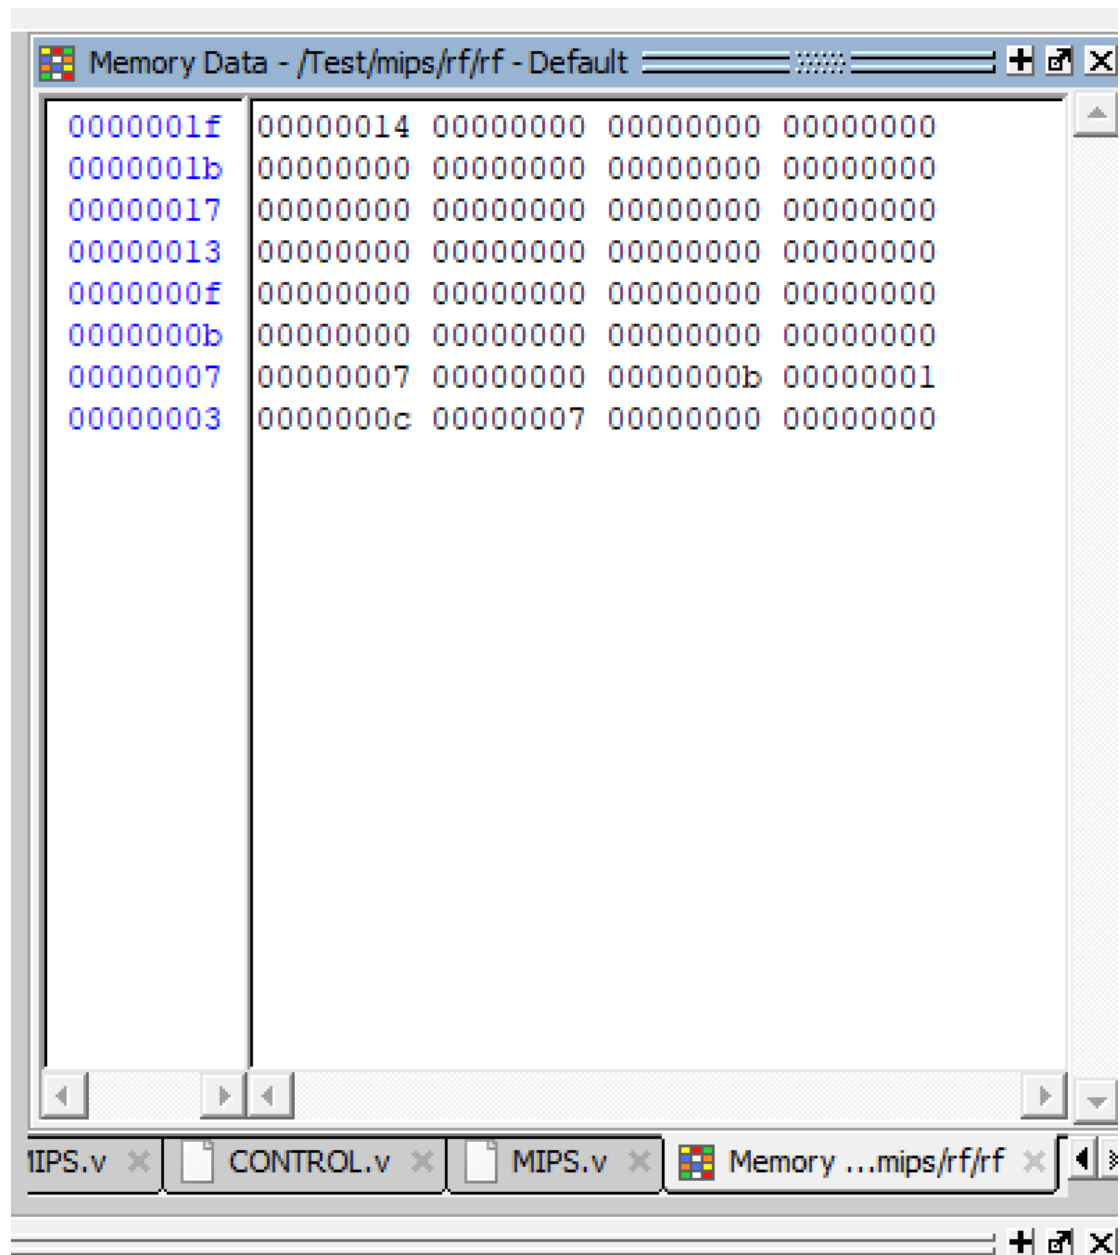 Memory Data - /Test/mips/rf/rf - Default
0000001f 00000014 00000000 00000000 00000000
0000001b 00000000 00000000 00000000 00000000
00000017 00000000 00000000 00000000 00000000
00000013 00000000 00000000 00000000 00000000
0000000f 00000000 00000000 00000000 00000000
0000000b 00000000 00000000 00000000 00000000
00000007 00000007 00000000 0000000b 00000001
00000003 0000000c 00000007 00000000 00000000
MIPS.v CONTROL.v MIPS.v Memory ...mips/rf/rf